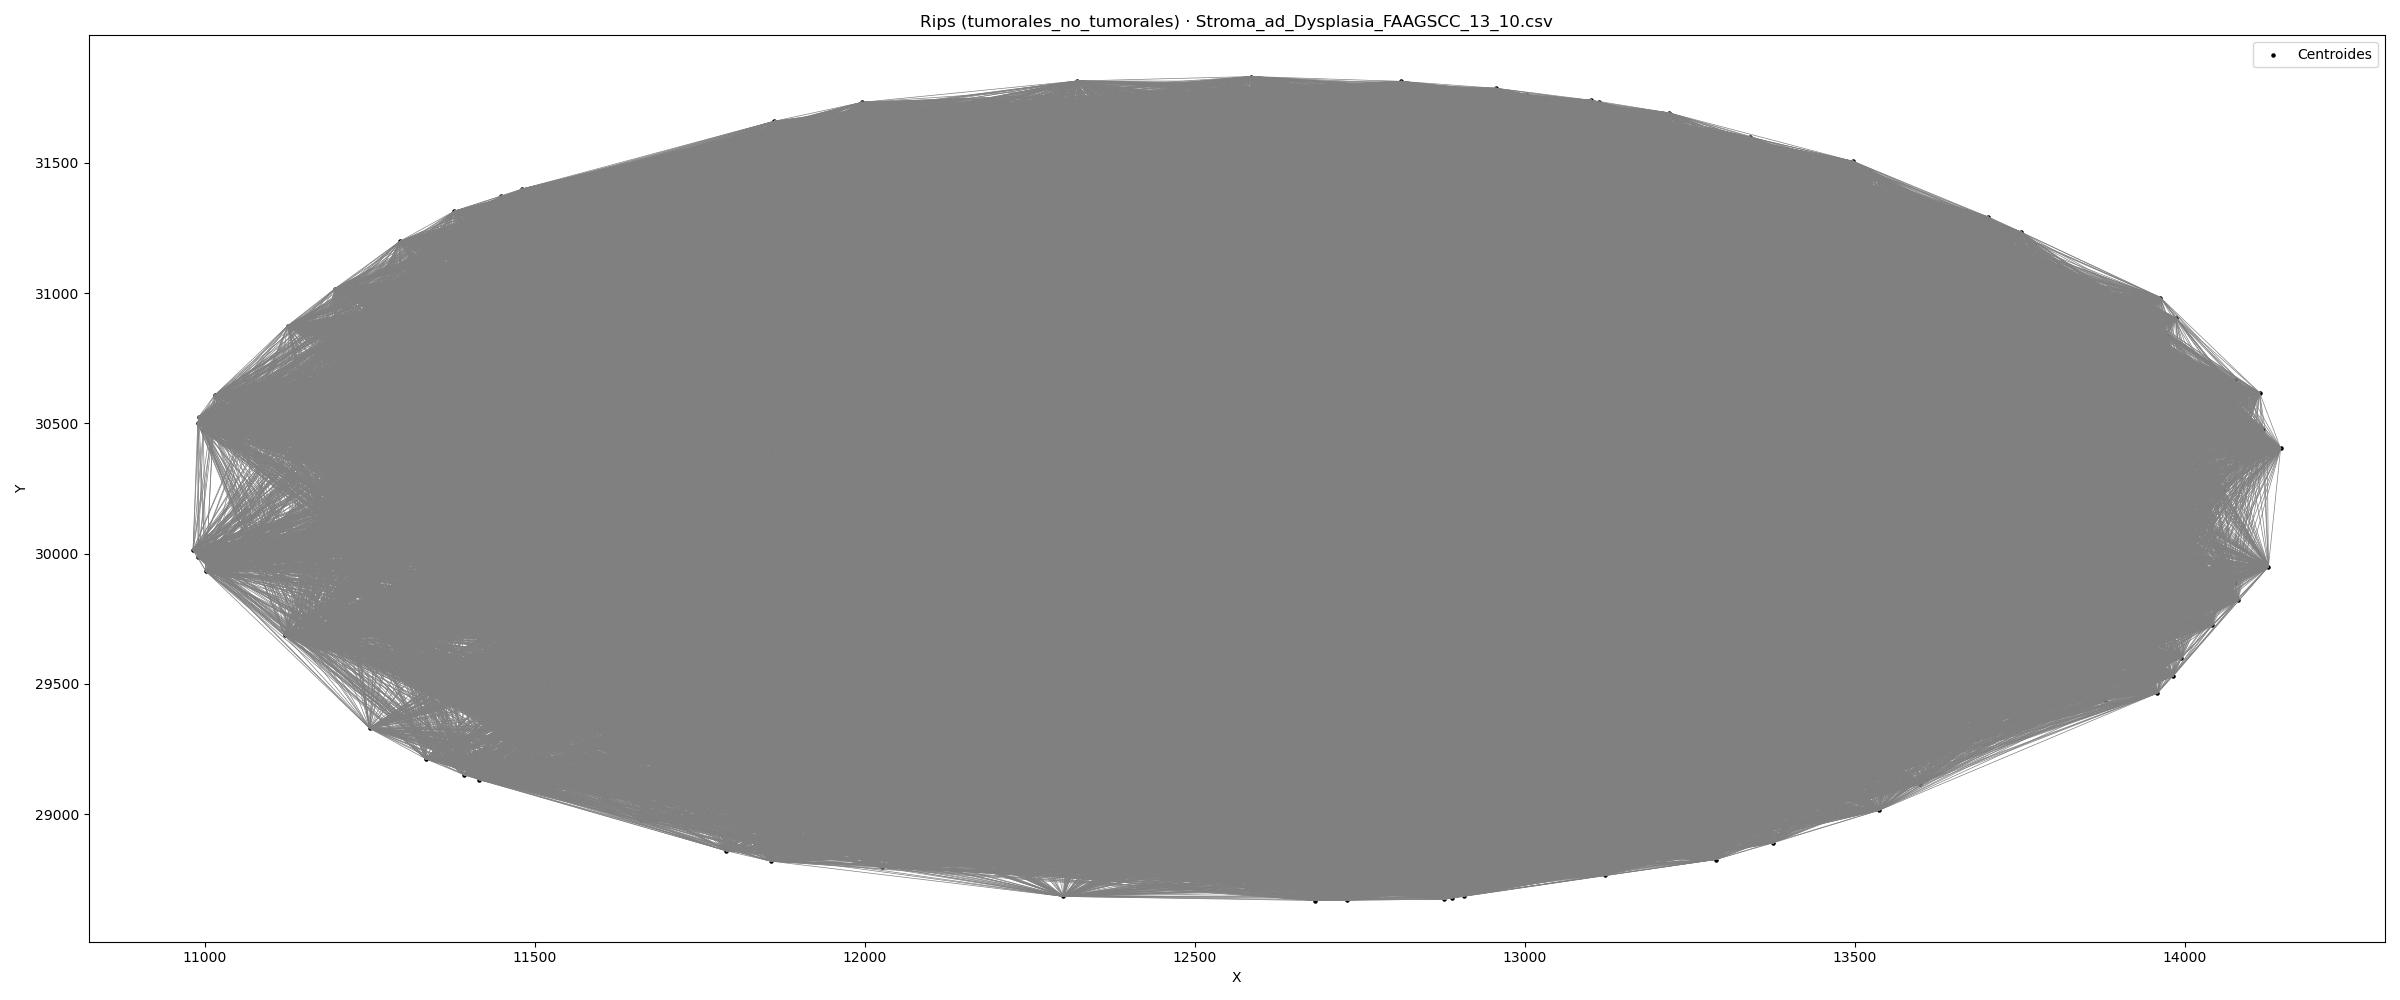 Rips (tumorales_no_tumorales) · Stroma_ad_Dysplasia_FAAGSCC_13_10.csv
Centroides
31500
31000
30500
30000
29500
29000
Y
11000 11500 12000 12500 13000 13500 14000
X